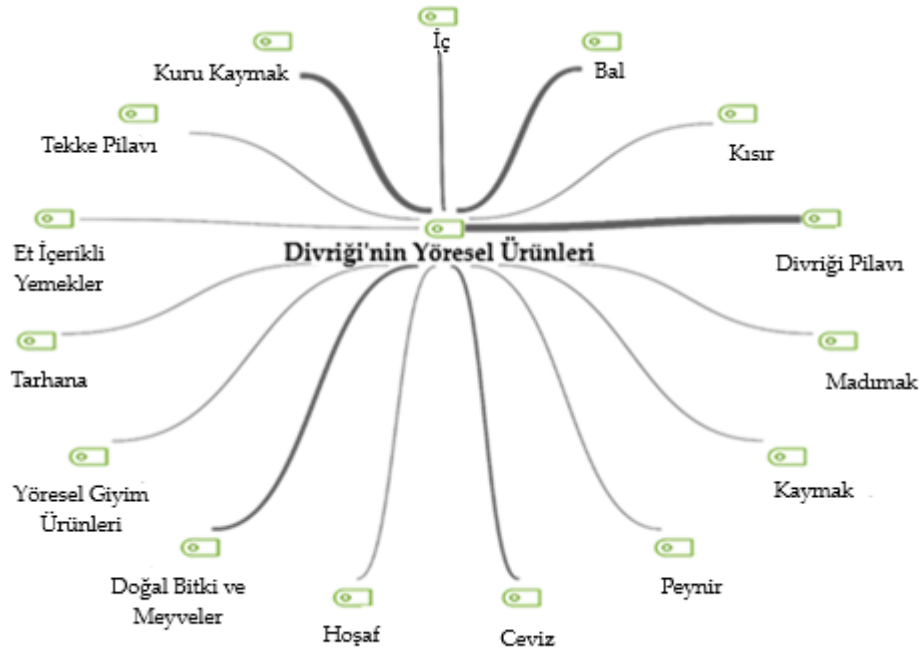 İç
Kuru Kaymak
Bal
Tekke Pilavı
Kısır
Et İçerikli
Yemekler
Divriği'nin Yöresel Ürünleri
Divriği Pilavı
Tarhana
Madımak
Yöresel Giyim
Ürünleri
Kaymak
Doğal Bitki ve
Meyveler
Peynir
Hoşaf
Ceviz